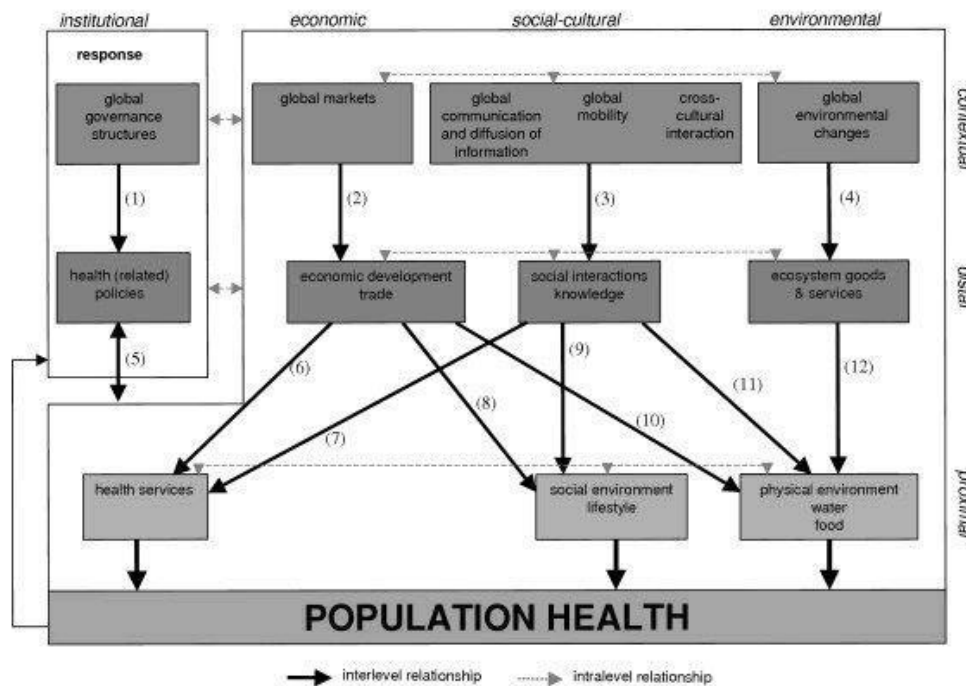 institutional
economic
social-cultural
environmental
response
global
governance
structures
global markets
global
communication
and diffusion of
information
global
mobility
cross-
cultural
interaction
global
environmental
changes
contextual
(1)
(2)
(3)
(4)
health (related)
policies
economic development
trade
social interactions
knowledge
ecosystem goods
& services
distal
(5)
(6)
(7)
(8)
(9)
(10)
(11)
(12)
health services
social environment
lifestyle
physical environment
water
food
proximal
POPULATION HEALTH
interlevel relationship
intralevel relationship